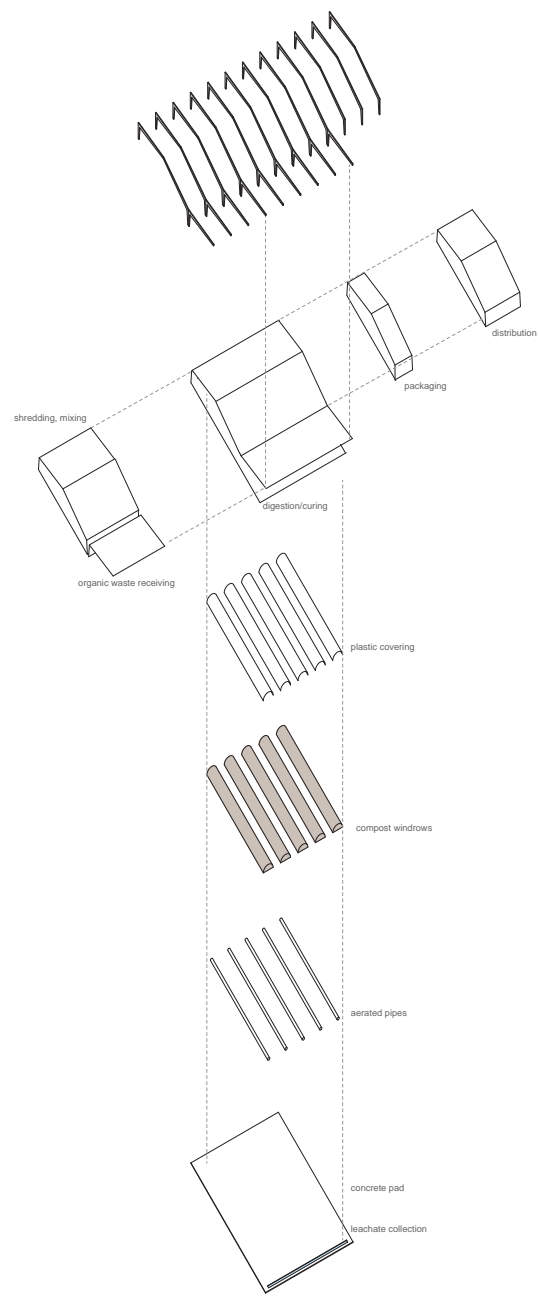 distribution
packaging
shredding, mixing
digestion/curing
organic waste receiving
plastic covering
compost windrows
aerated pipes
concrete pad
leachate collection